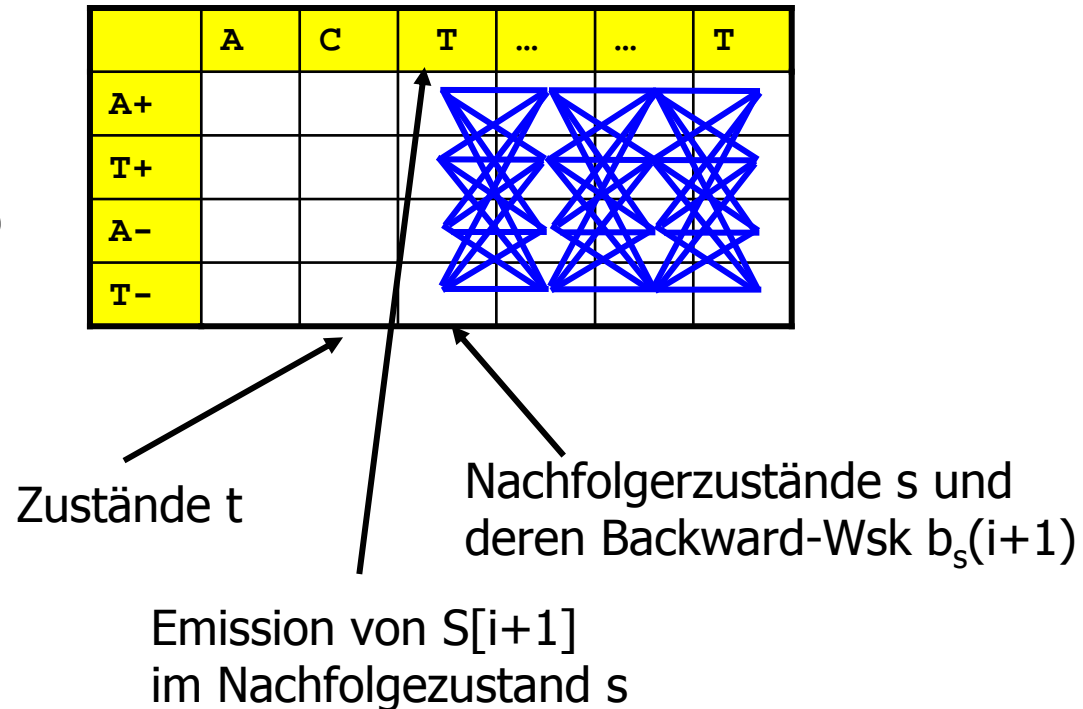 A C T ... ... T
A+
T+
A-
T-
)
Zustände t
Nachfolgerzustände s und
deren Backward-Wsk bs(i+1)
Emission von S[i+1]
im Nachfolgezustand s